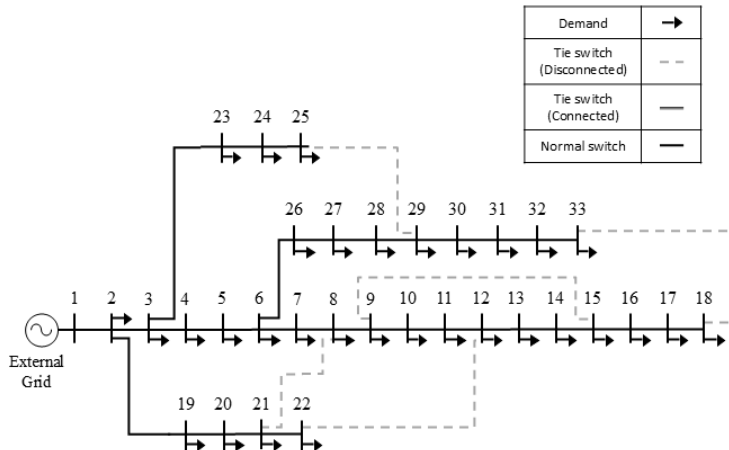 Demand
Tie switch
(Disconnected)
Tie switch
(Connected)
Normal switch
23 24 25
26 27 28 29 30 31 32 33
1 2 3 4 5 6 7 8 9 10 11 12 13 14 15 16 17 18
External
Grid
19 20 21 22